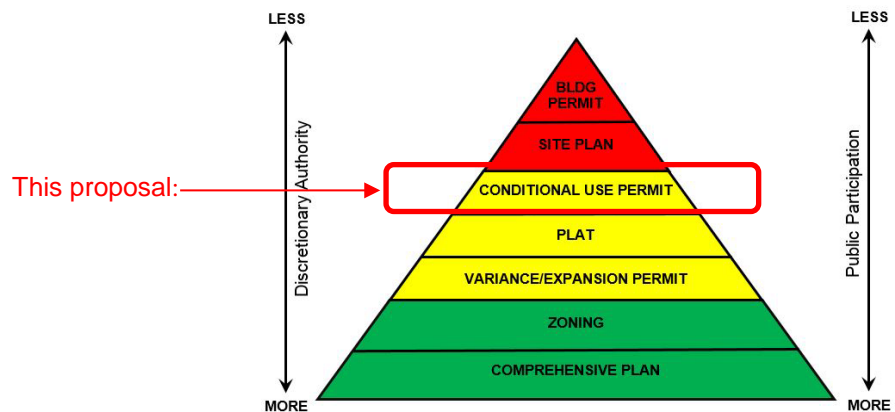 LESS
LESS
BLDG
PERMIT
SITE PLAN
This proposal:
CONDITIONAL USE PERMIT
PLAT
VARIANCE/EXPANSION PERMIT
ZONING
COMPREHENSIVE PLAN
Discretionary Authority
Public Participation
MORE
MORE